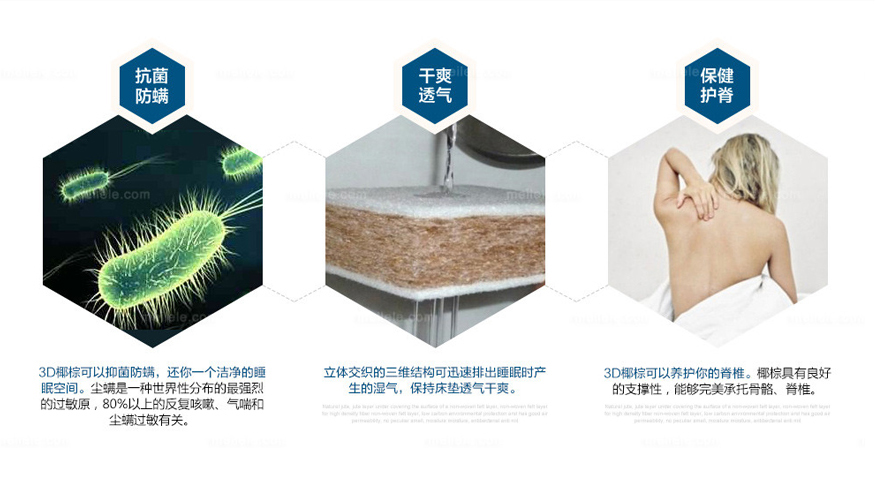 抗菌
防螨
干爽
透气
保健
护脊
3D椰棕可以抑菌防螨，还你一个洁净的睡
眠空间。尘螨是一种世界性分布的最强烈
的过敏原，80%以上的反复咳嗽、气喘和
尘螨过敏有关。
立体交织的三维结构可迅速排出睡眠时产
生的湿气，保持床垫透气干爽。
3D椰棕可以养护你的脊椎。椰棕具有良好
的支撑性，能够完美承托骨骼、脊椎。
meilele.com